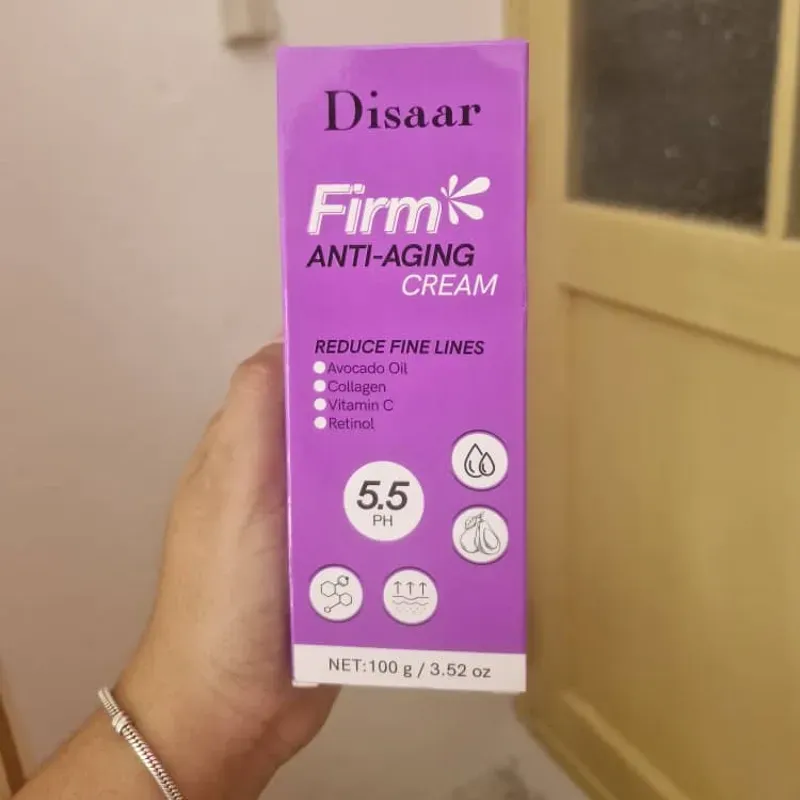 Disaar
Firm
ANTI-AGING
CREAM
REDUCE FINE LINES
Avocado Oil
Collagen
Vitamin C
Retinol
5.5
PH
NET:100 g / 3.52 oz